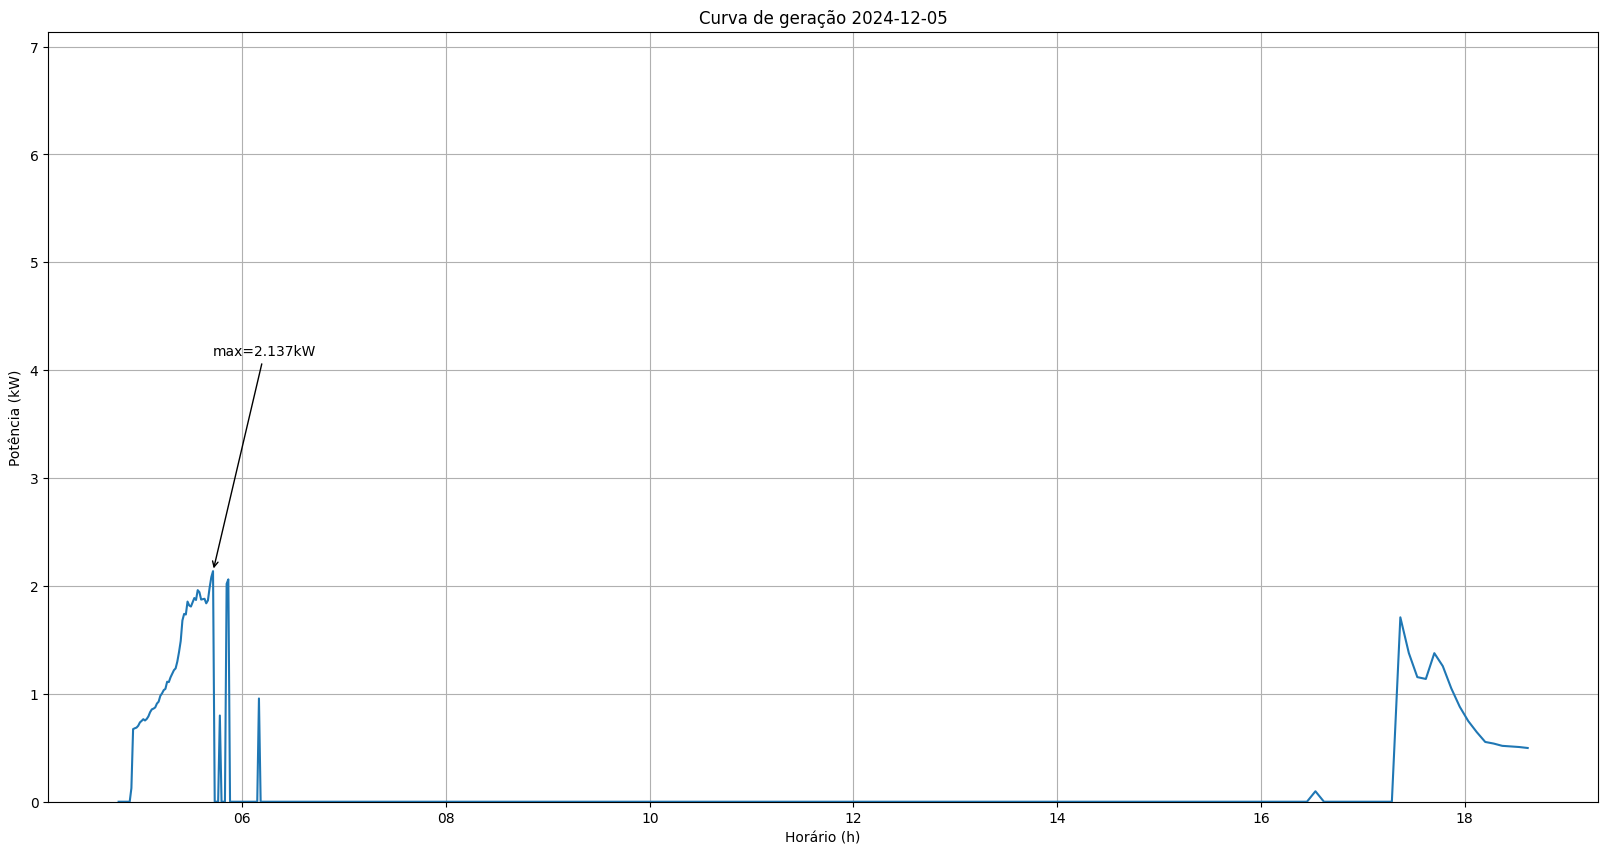 Curva de geração 2024-12-05
7
6
5
4
3
2
1
0
max=2.137kW
Potência (kW)
06 08 10 12 14 16 18
Horário (h)